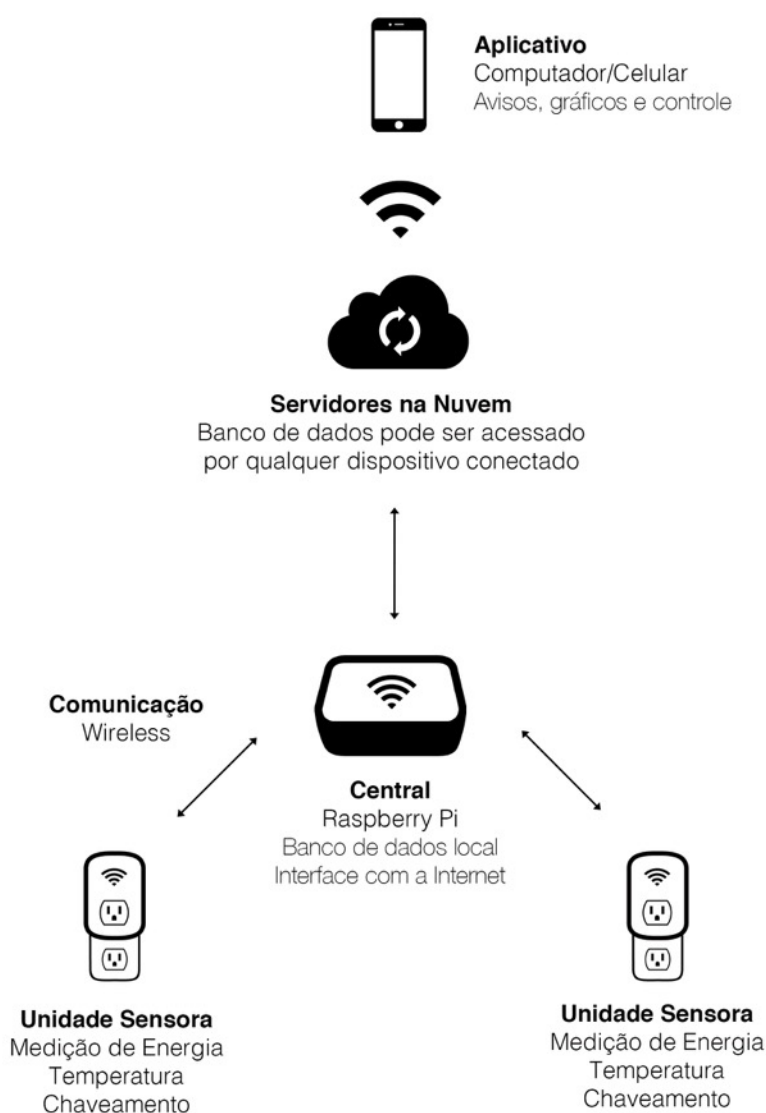 Aplicativo
Computador/Celular
Avisos, gráficos e controle
Servidores na Nuvem
Banco de dados pode ser acessado
por qualquer dispositivo conectado
Comunicação
Wireless
Central
Raspberry Pi
Banco de dados local
Interface com a Internet
Unidade Sensora
Medição de Energia
Temperatura
Chaveamento
Unidade Sensora
Medição de Energia
Temperatura
Chaveamento